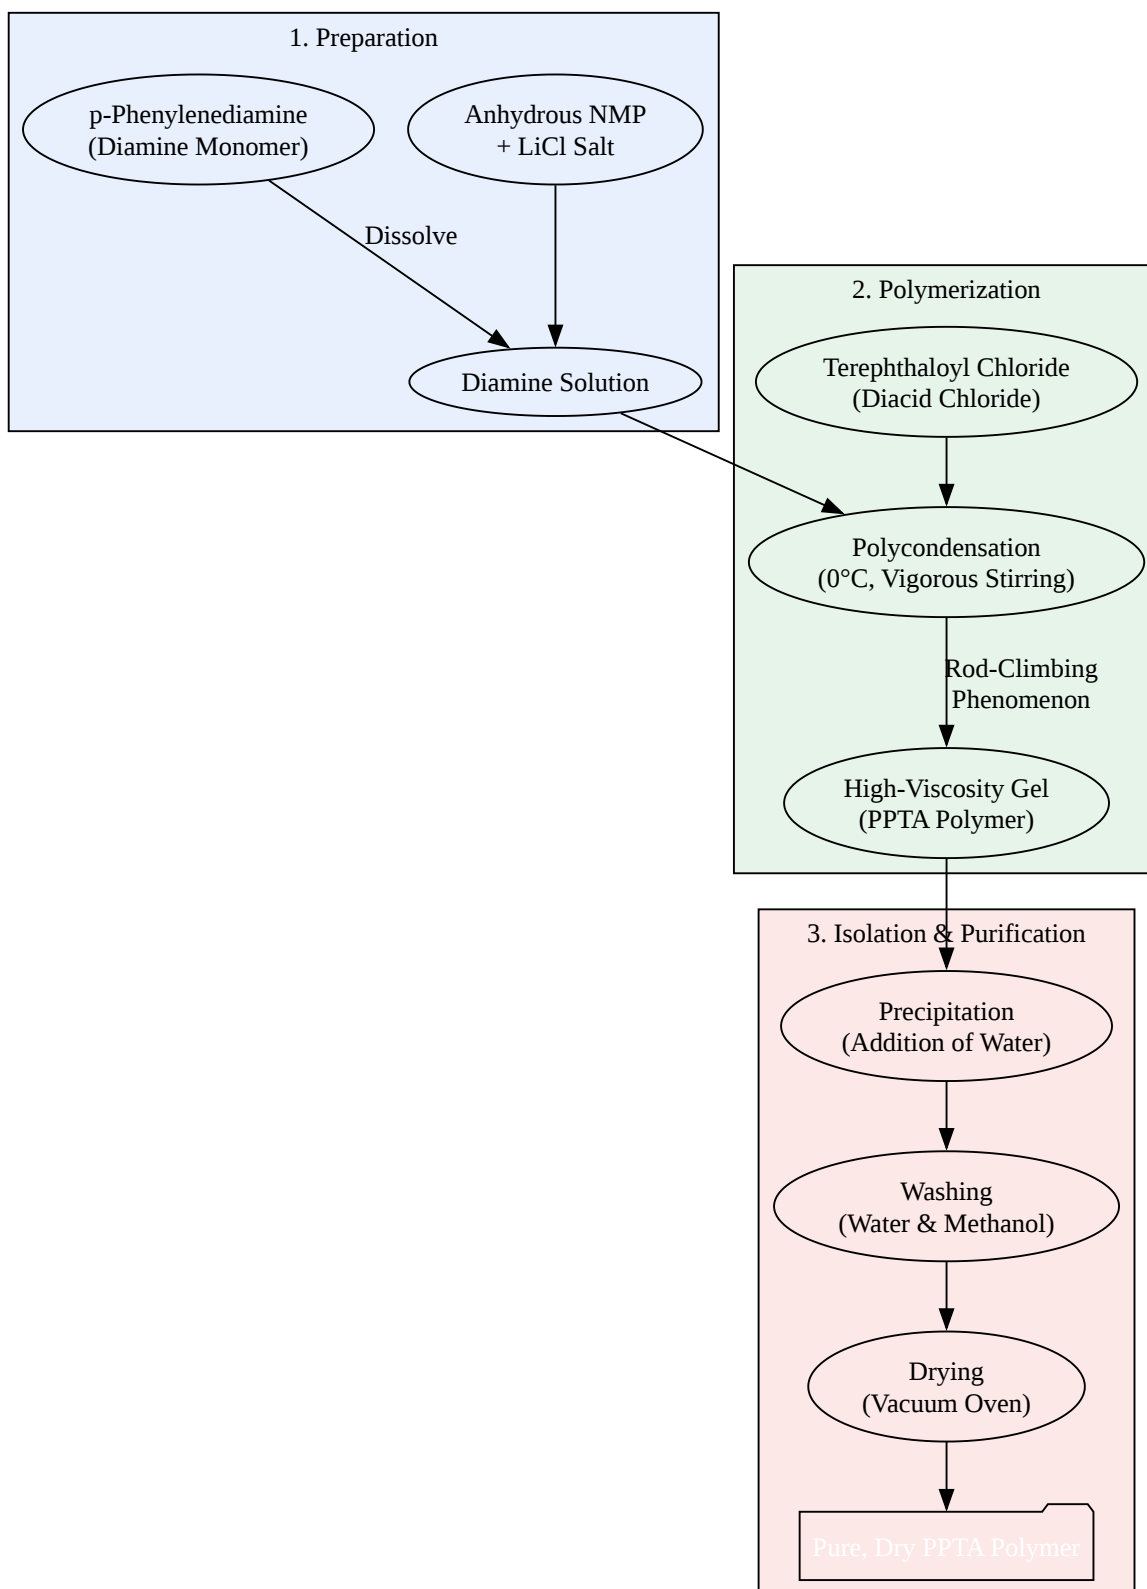 1. Preparation
p-Phenylenediamine
(Diamine Monomer)
Anhydrous NMP
+ LiCl Salt
Dissolve
Diamine Solution
2. Polymerization
Terephthaloyl Chloride
(Diacid Chloride)
Polycondensation
(0°C, Vigorous Stirring)
Rod-Climbing
Phenomenon
High-Viscosity Gel
(PPTA Polymer)
3. Isolation & Purification
Precipitation
(Addition of Water)
Washing
(Water & Methanol)
Drying
(Vacuum Oven)
Pure, Dry PPTA Polymer